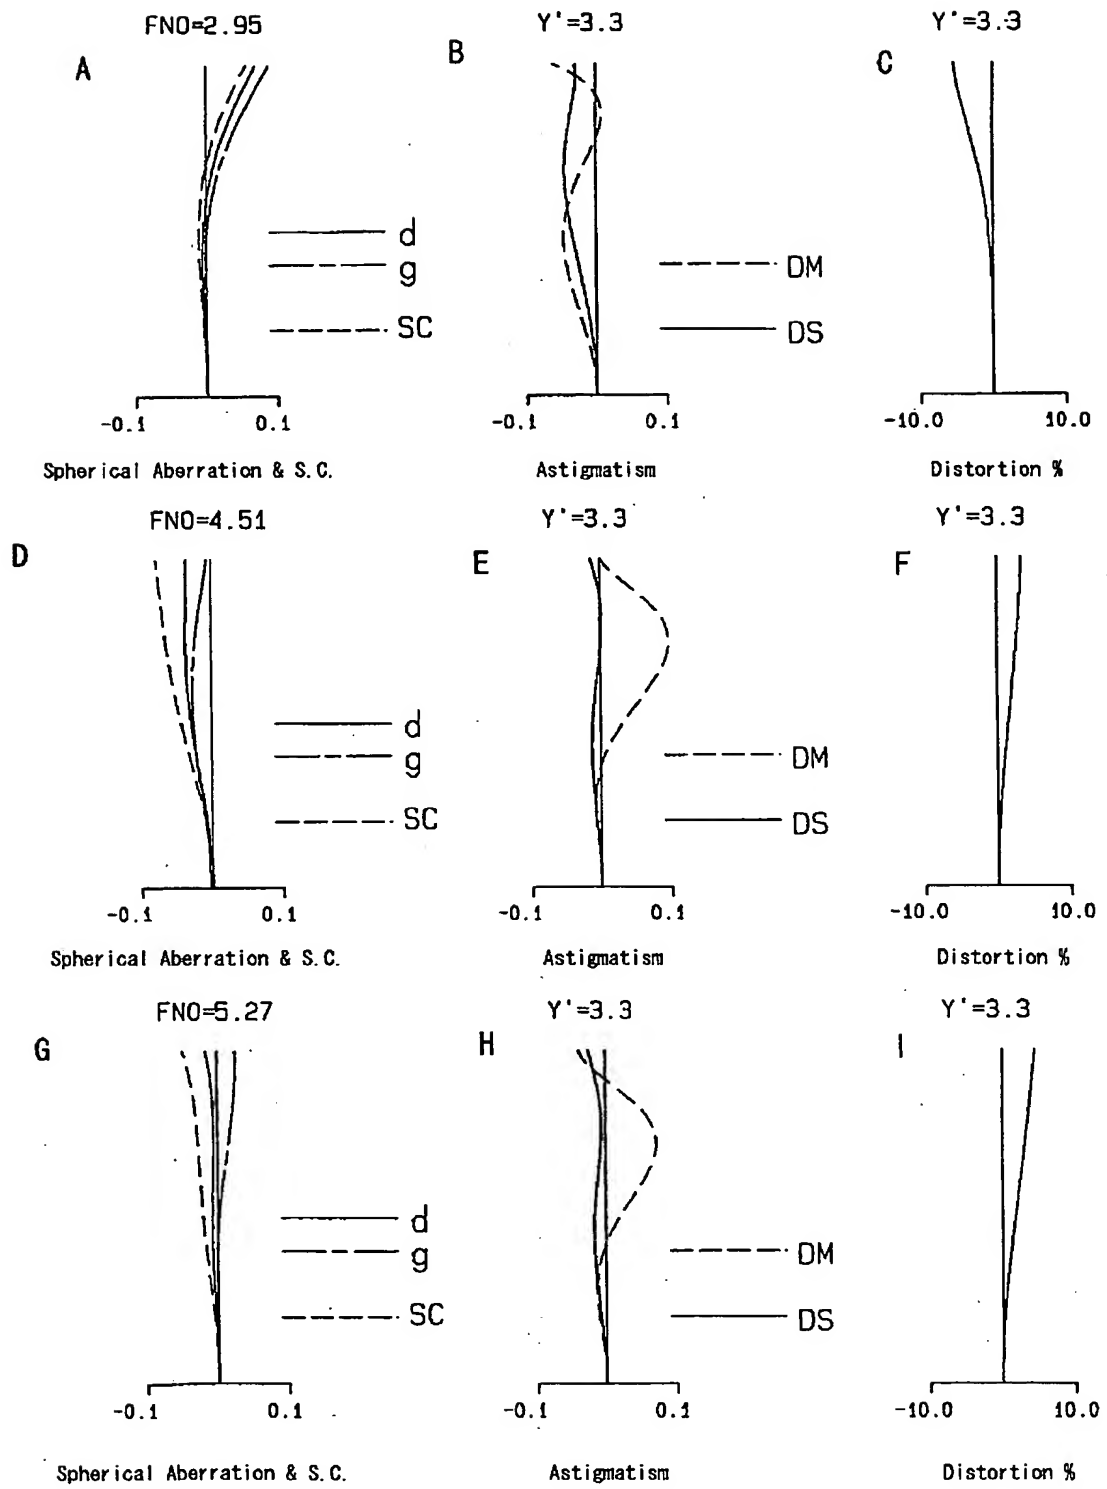 FNO=2.95
Y'=3.3
Y'=3.3
A
B
C
d
g
SC
DM
DS
-0.1
0.1
-0.1
0.1
-10.0
10.0
Spherical Aberration & S.C.
Astigmatism
Distortion %
FNO=4.51
Y'=3.3
Y'=3.3
D
E
F
d
g
SC
DM
DS
-0.1
0.1
-0.1
0.1
-10.0
10.0
Spherical Aberration & S.C.
Astigmatism
Distortion %
FNO=5.27
Y'=3.3
Y'=3.3
G
H
I
d
g
SC
DM
DS
-0.1
0.1
-0.1
0.1
-10.0
10.0
Spherical Aberration & S.C.
Astigmatism
Distortion %